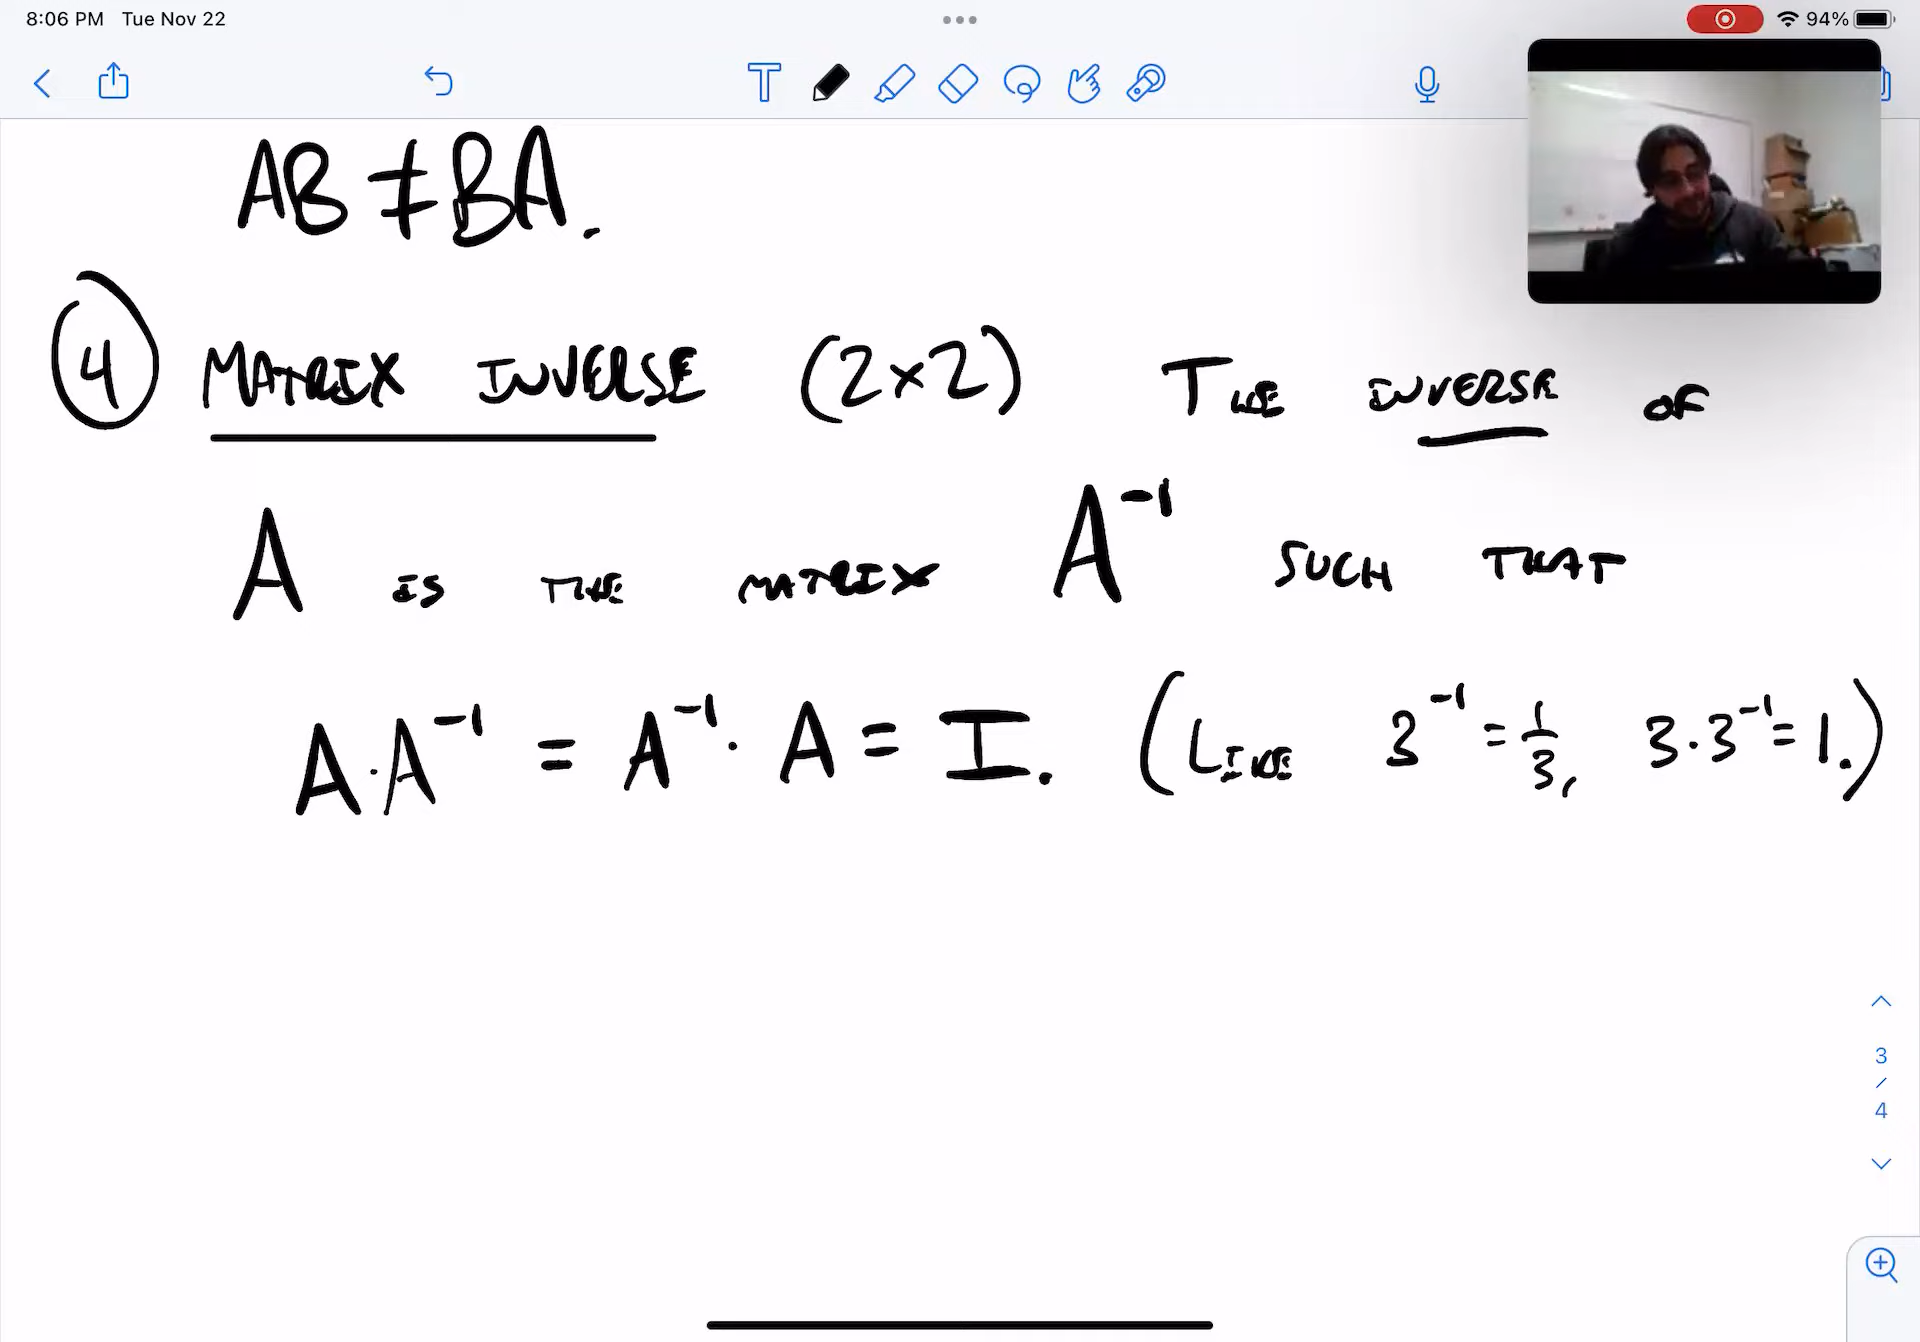 8:06 PM Tue Nov 22 94%
AB ≠ BA.
4 MATRIX INVERSE (2×2) THE INVERSE OF
A IS THE MATRIX A⁻¹ SUCH THAT
A·A⁻¹ = A⁻¹·A = I. (LIKE 3⁻¹ = 1/3, 3·3⁻¹ = 1.)
3
/
4